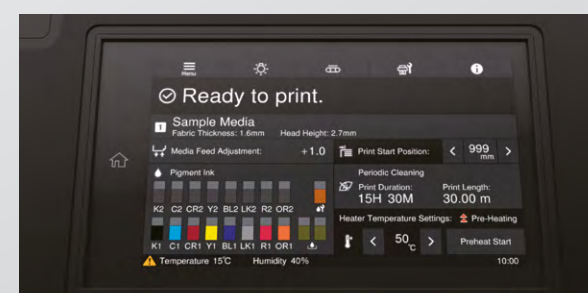 Menu
Ready to print.
1 Sample Media
Fabric Thickness: 1.6mm Head Height: 2.7mm
Media Feed Adjustment: +1.0 Print Start Position: 999 mm
Pigment Ink
Periodic Cleaning
Print Duration: Print Length:
15H 30M 30.00 m
K2 C2 CR2 Y2 BL2 LK2 R2 OR2
Heater Temperature Settings: Pre-Heating
50 °C Preheat Start
K1 C1 CR1 Y1 BL1 LK1 R1 OR1
Temperature 15°C Humidity 40% 10:00